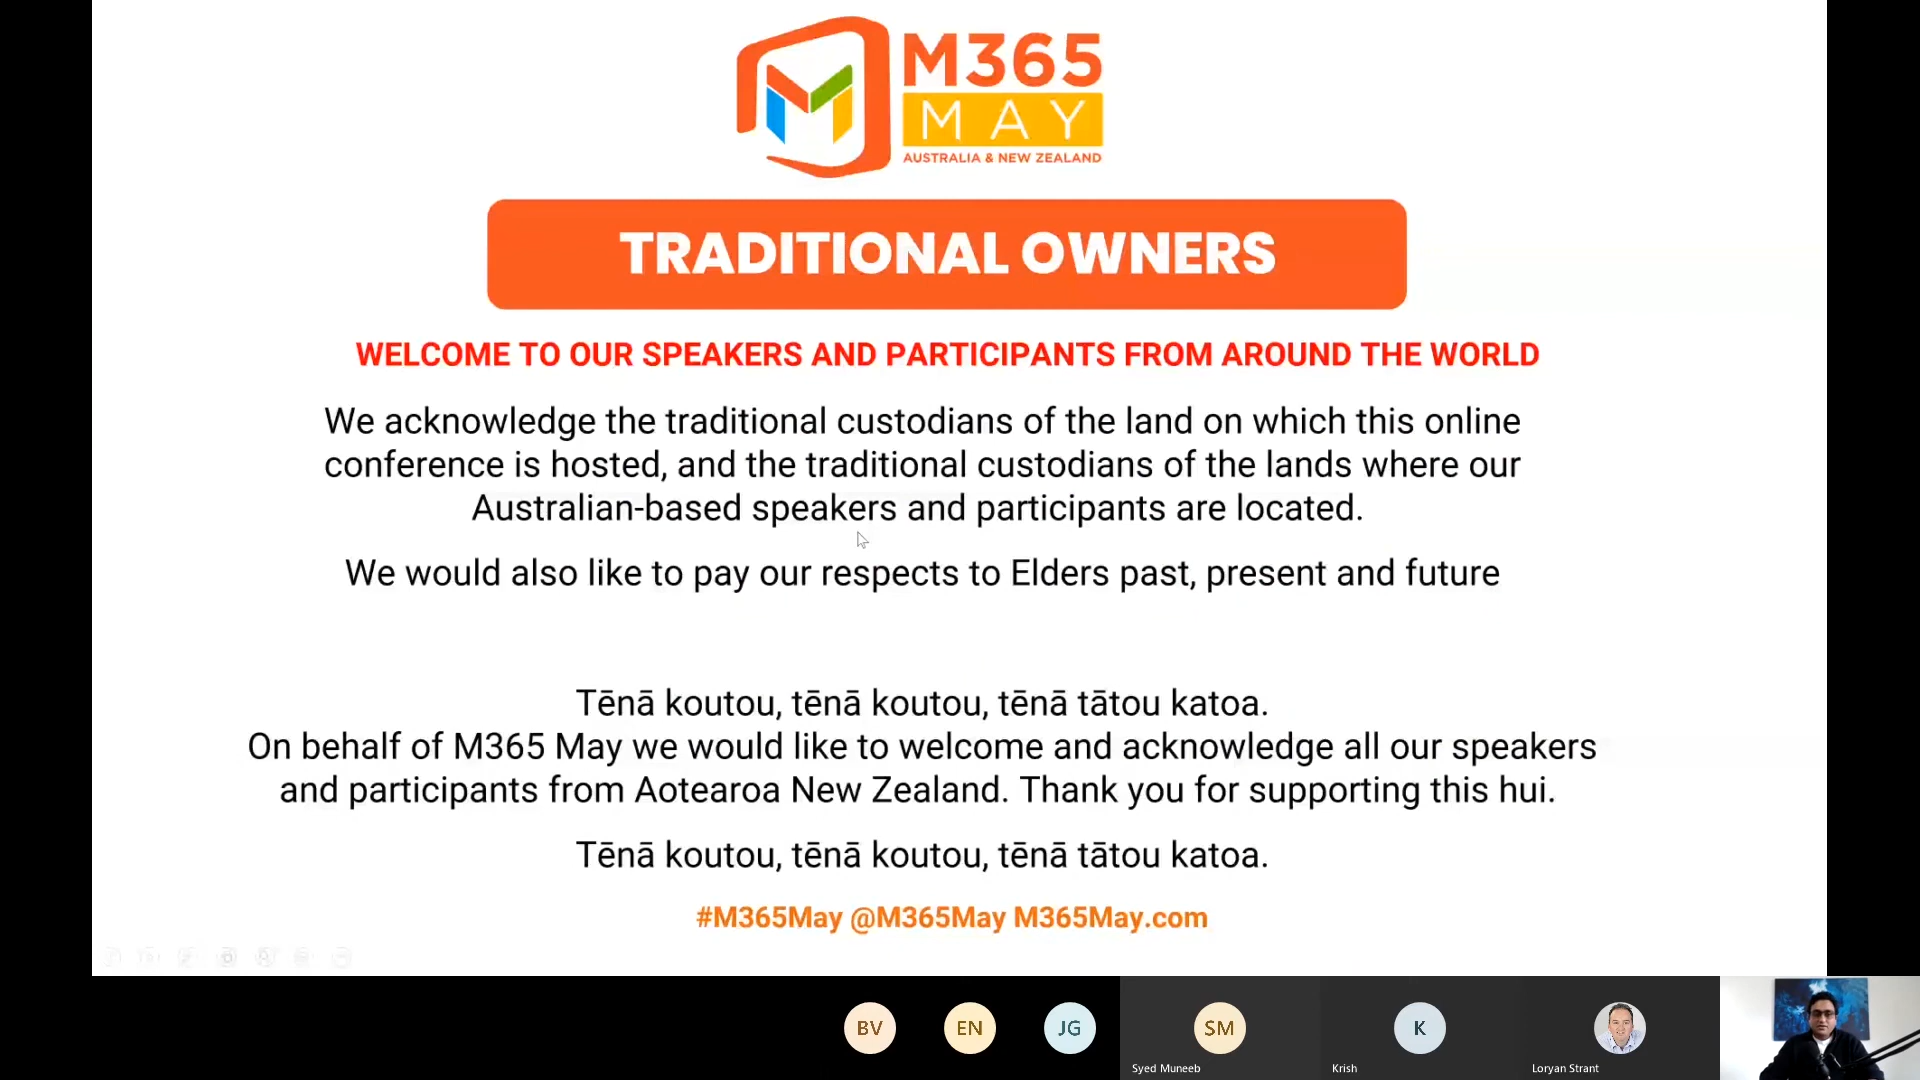 M365
MAY
AUSTRALIA & NEW ZEALAND
TRADITIONAL OWNERS
WELCOME TO OUR SPEAKERS AND PARTICIPANTS FROM AROUND THE WORLD
We acknowledge the traditional custodians of the land on which this online
conference is hosted, and the traditional custodians of the lands where our
Australian-based speakers and participants are located.
We would also like to pay our respects to Elders past, present and future
Tēnā koutou, tēnā koutou, tēnā tātou katoa.
On behalf of M365 May we would like to welcome and acknowledge all our speakers
and participants from Aotearoa New Zealand. Thank you for supporting this hui.
Tēnā koutou, tēnā koutou, tēnā tātou katoa.
#M365May @M365May M365May.com
BV
EN
JG
SM
K
Syed Muneeb
Krish
Loryan Strant